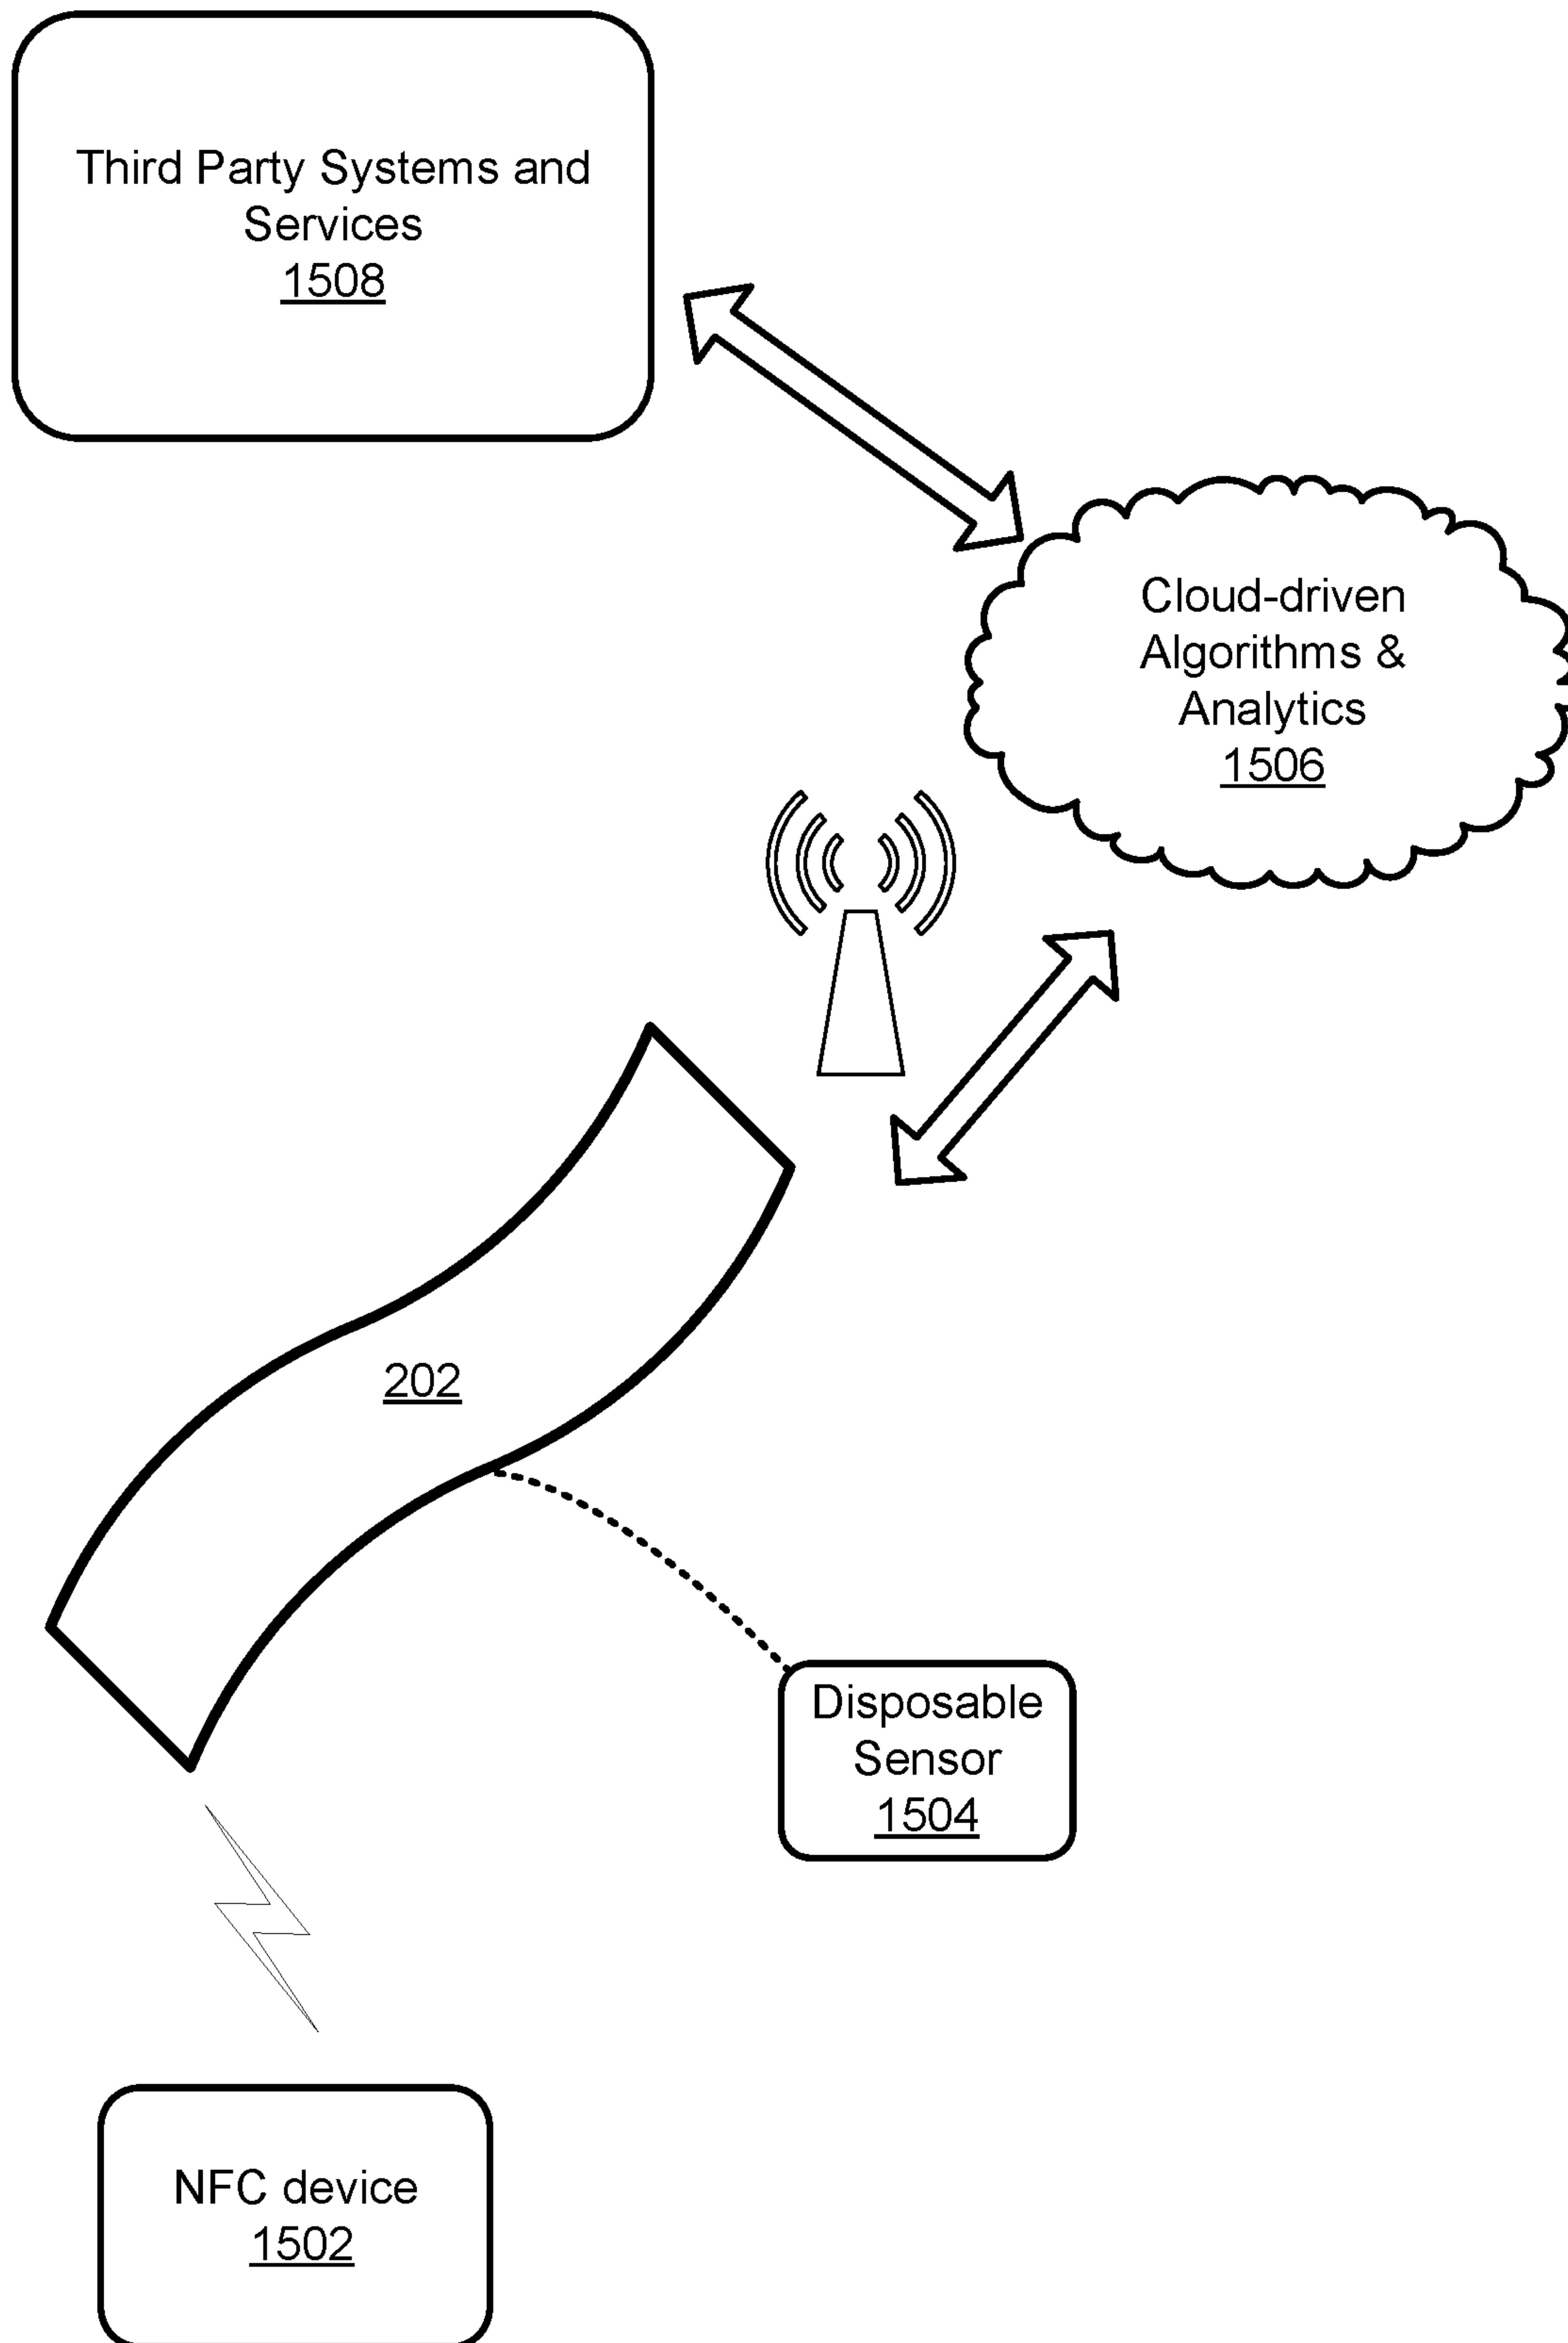 Third Party Systems and
Services
1508
Cloud-driven
Algorithms &
Analytics
1506
202
Disposable
Sensor
1504
NFC device
1502